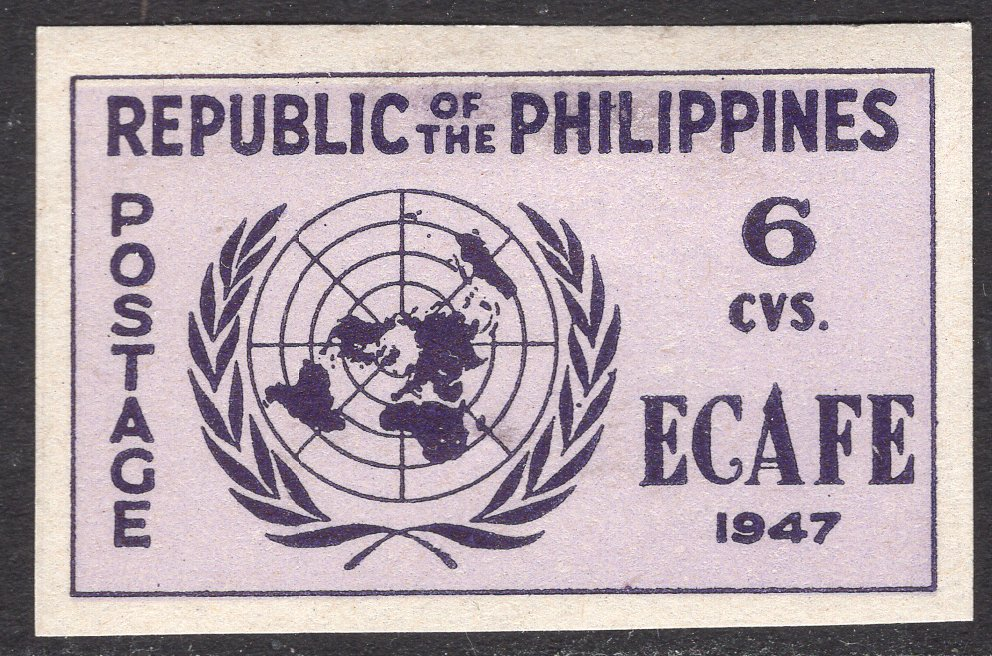 REPUBLIC OF THE PHILIPPINES
POSTAGE
6
CVS.
ECAFE
1947